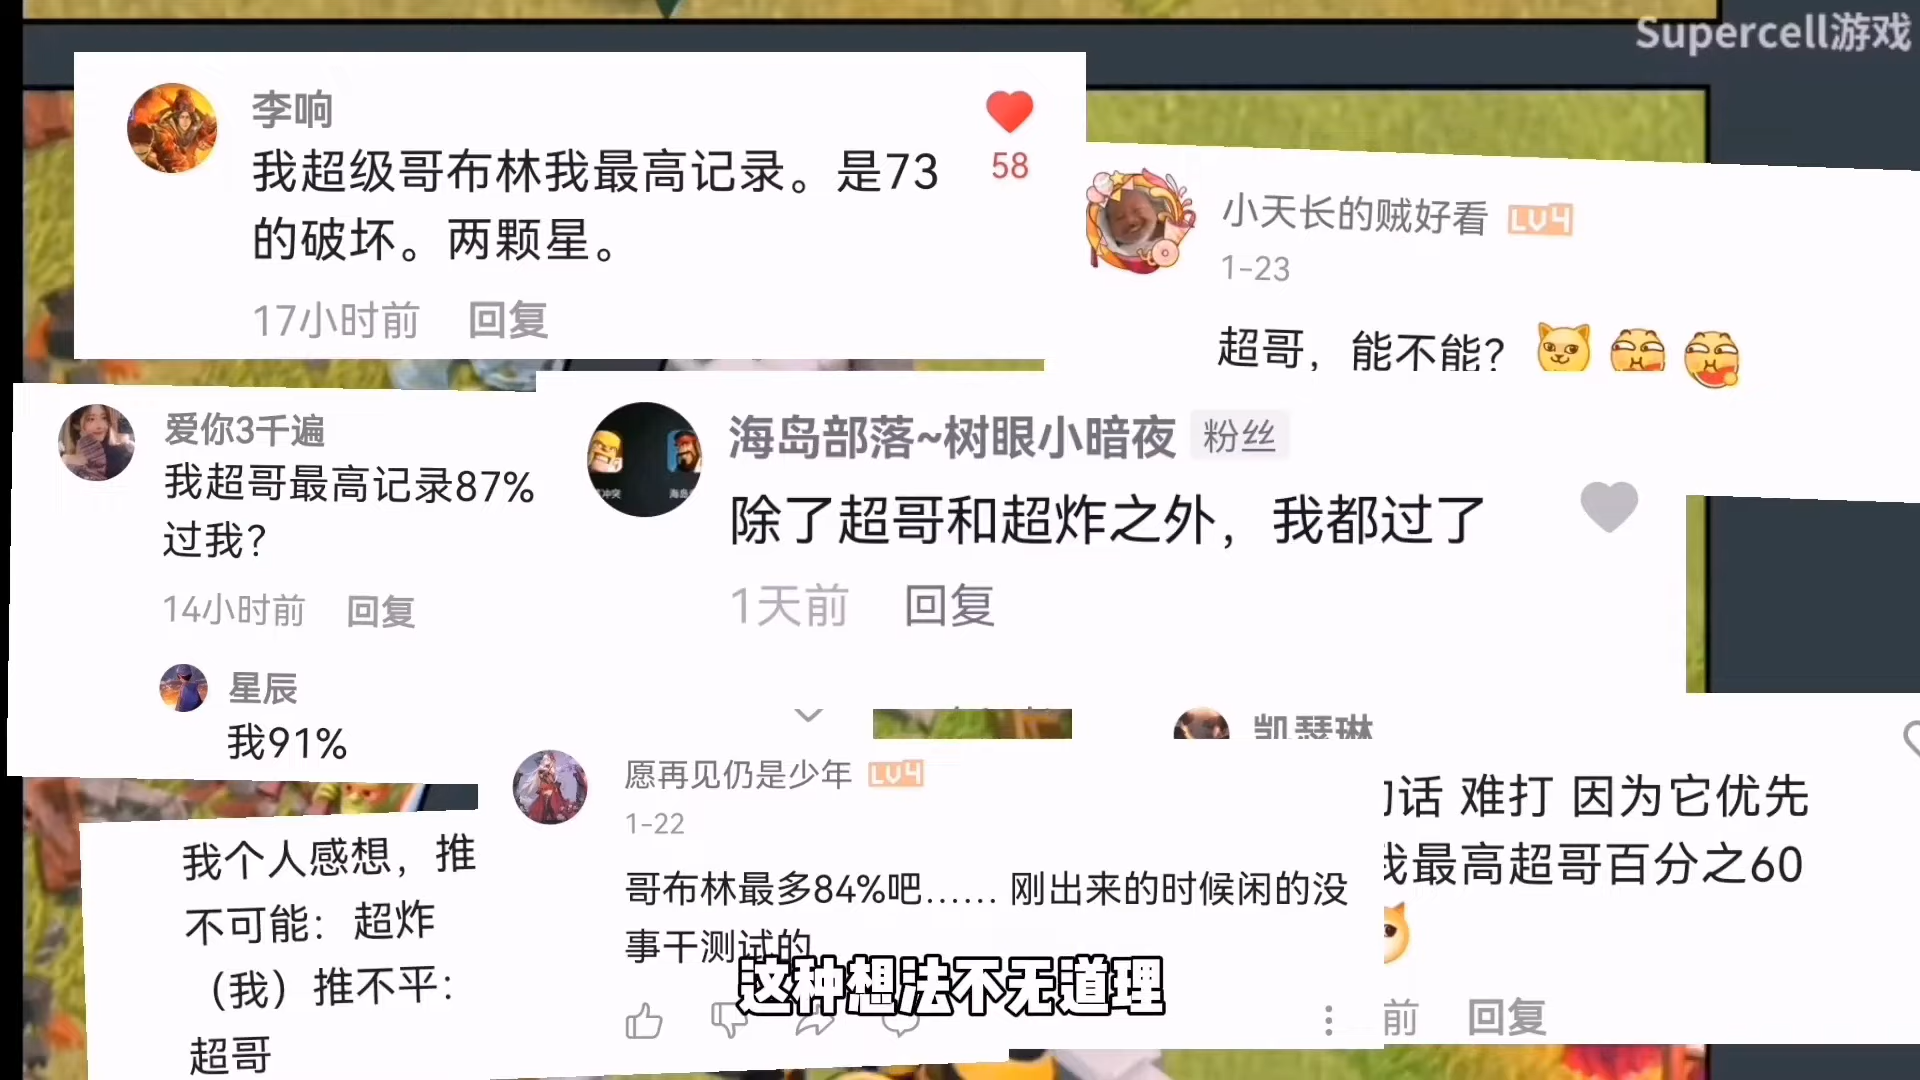 Supercell游戏
李响
我超级哥布林我最高记录。是73
的破坏。两颗星。
58
17小时前 回复
小天长的贼好看 LV4
1-23
超哥，能不能?
爱你3千遍
我超哥最高记录87%
过我?
14小时前 回复
星辰
我91%
海岛部落~树眼小暗夜 粉丝
除了超哥和超炸之外，我都过了
1天前 回复
凯瑟琳
话 难打 因为它优先
我最高超哥百分之60
前 回复
愿再见仍是少年 LV4
1-22
哥布林最多84%吧…… 刚出来的时候闲的没
事干测试的
我个人感想，推
不可能：超炸
（我）推不平：
超哥
这种想法不无道理